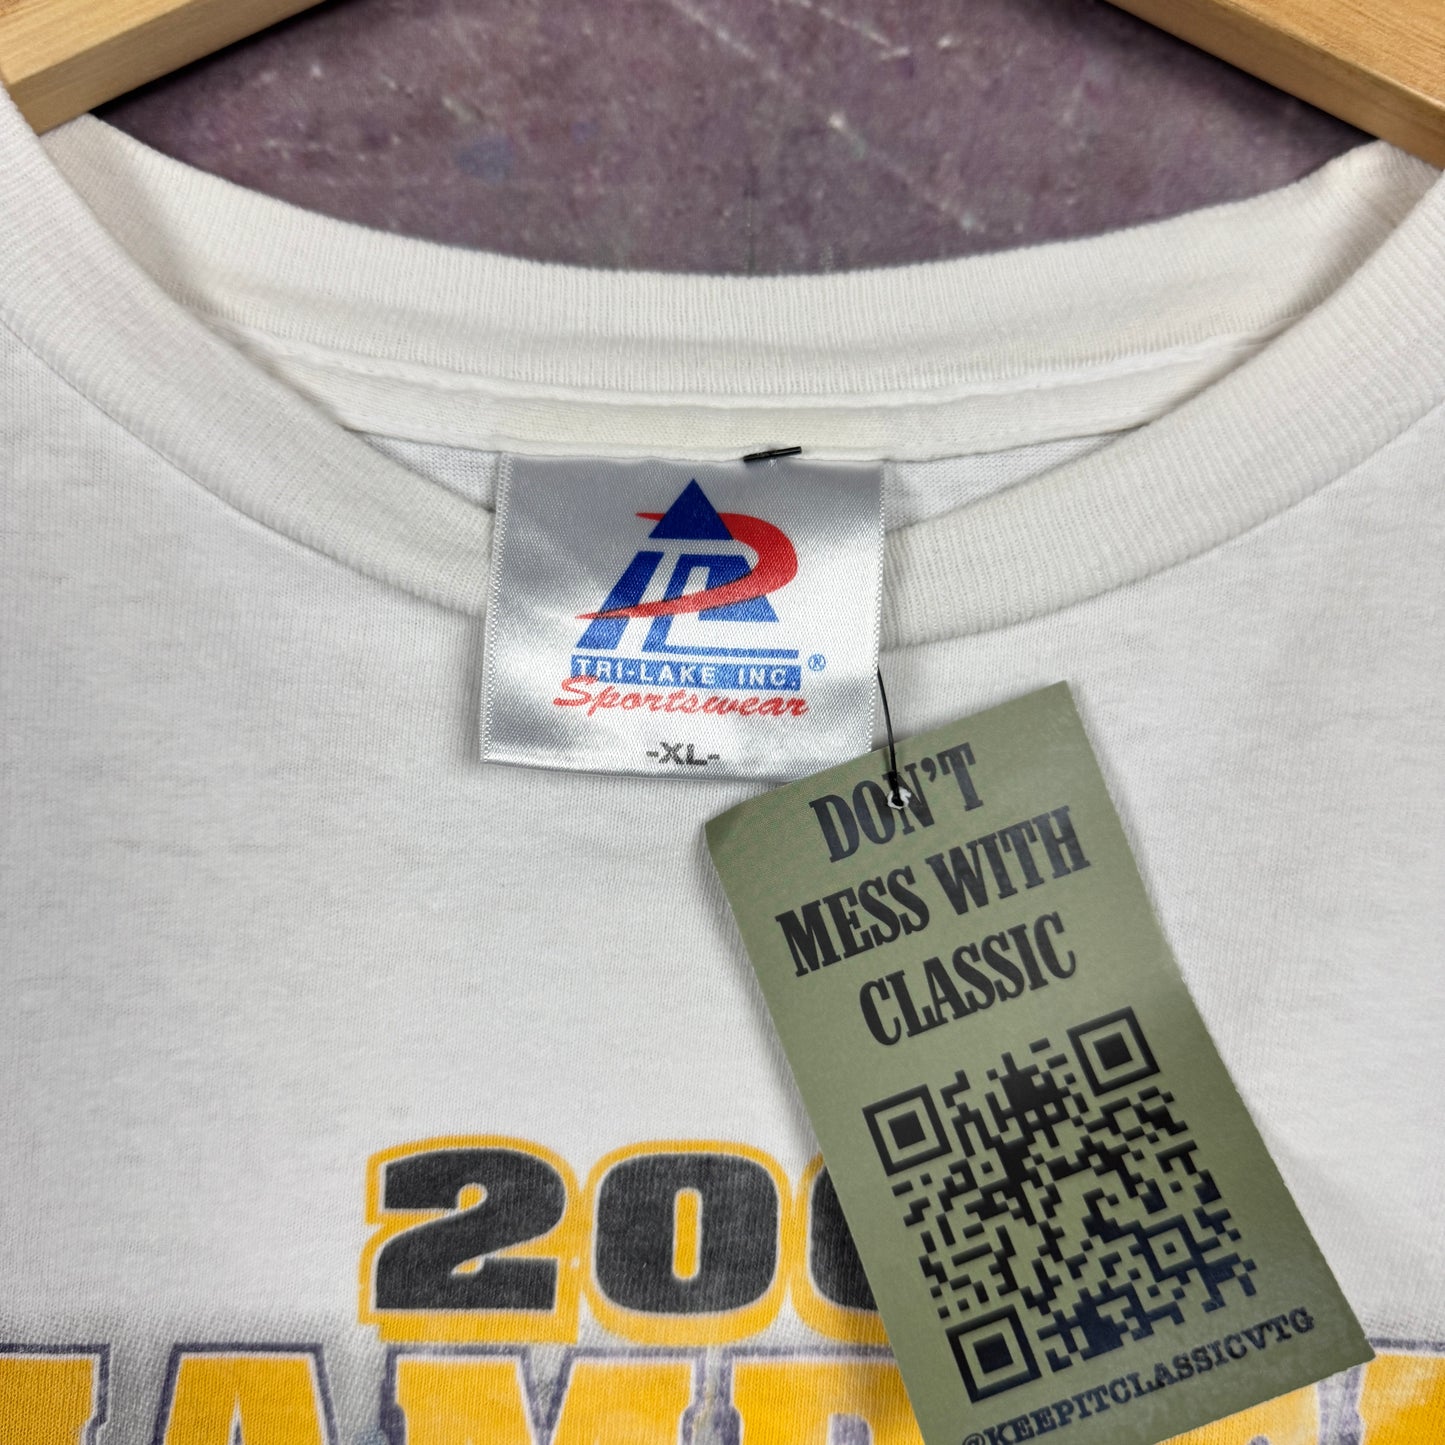 TRI-LAKE INC.®
Sportswear
-XL-
DON'T
MESS WITH
CLASSIC
@KEEPITCLASSICVTG